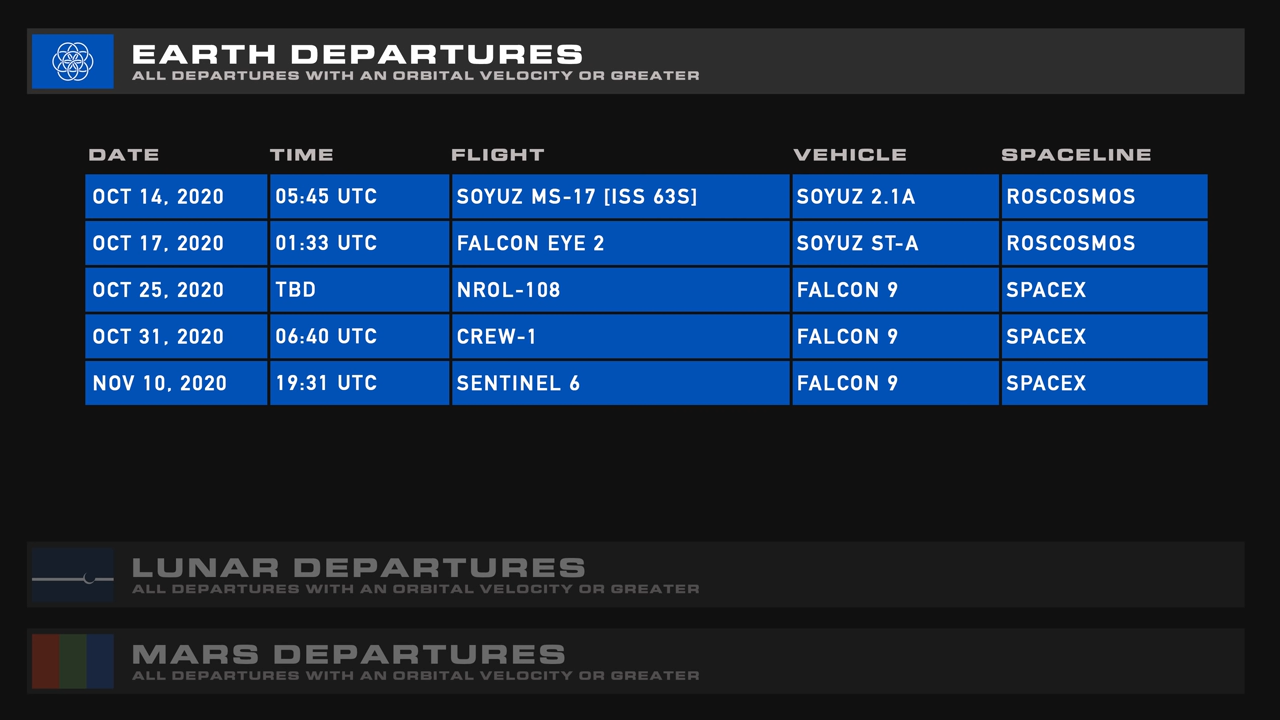 EARTH DEPARTURES
ALL DEPARTURES WITH AN ORBITAL VELOCITY OR GREATER
DATE TIME FLIGHT VEHICLE SPACELINE
OCT 14, 2020 05:45 UTC SOYUZ MS-17 [ISS 63S] SOYUZ 2.1A ROSCOSMOS
OCT 17, 2020 01:33 UTC FALCON EYE 2 SOYUZ ST-A ROSCOSMOS
OCT 25, 2020 TBD NROL-108 FALCON 9 SPACEX
OCT 31, 2020 06:40 UTC CREW-1 FALCON 9 SPACEX
NOV 10, 2020 19:31 UTC SENTINEL 6 FALCON 9 SPACEX
LUNAR DEPARTURES
ALL DEPARTURES WITH AN ORBITAL VELOCITY OR GREATER
MARS DEPARTURES
ALL DEPARTURES WITH AN ORBITAL VELOCITY OR GREATER